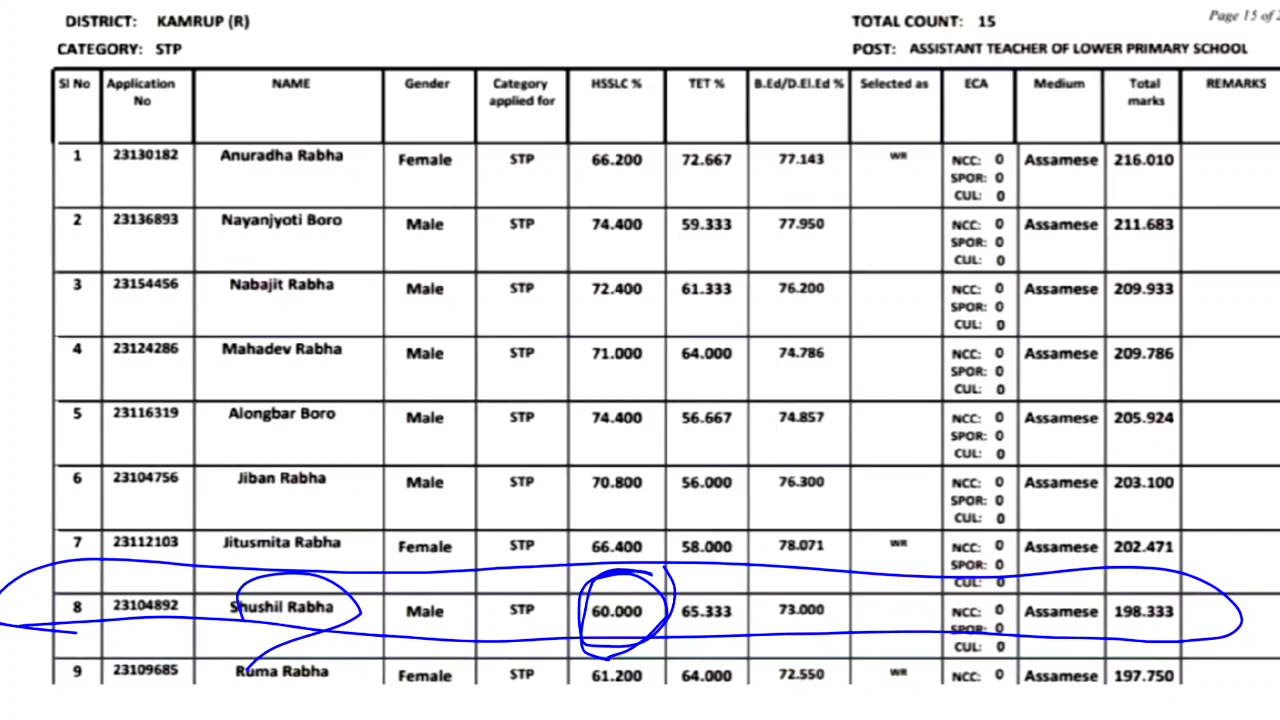 Page 15 of 2
DISTRICT: KAMRUP (R) TOTAL COUNT: 15
CATEGORY: STP POST: ASSISTANT TEACHER OF LOWER PRIMARY SCHOOL
Sl No Application No NAME Gender Category applied for HSSLC % TET % B.Ed/D.El.Ed % Selected as ECA Medium Total marks REMARKS
1 23130182 Anuradha Rabha Female STP 66.200 72.667 77.143 WR NCC: 0 Assamese 216.010
SPOR: 0
CUL: 0
2 23136893 Nayanjyoti Boro Male STP 74.400 59.333 77.950 NCC: 0 Assamese 211.683
SPOR: 0
CUL: 0
3 23154456 Nabajit Rabha Male STP 72.400 61.333 76.200 NCC: 0 Assamese 209.933
SPOR: 0
CUL: 0
4 23124286 Mahadev Rabha Male STP 71.000 64.000 74.786 NCC: 0 Assamese 209.786
SPOR: 0
CUL: 0
5 23116319 Alongbar Boro Male STP 74.400 56.667 74.857 NCC: 0 Assamese 205.924
SPOR: 0
CUL: 0
6 23104756 Jiban Rabha Male STP 70.800 56.000 76.300 NCC: 0 Assamese 203.100
SPOR: 0
CUL: 0
7 23112103 Jitusmita Rabha Female STP 66.400 58.000 78.071 WR NCC: 0 Assamese 202.471
SPOR: 0
CUL: 0
8 23104892 Shushil Rabha Male STP 60.000 65.333 73.000 NCC: 0 Assamese 198.333
SPOR: 0
CUL: 0
9 23109685 Ruma Rabha Female STP 61.200 64.000 72.550 WR NCC: 0 Assamese 197.750